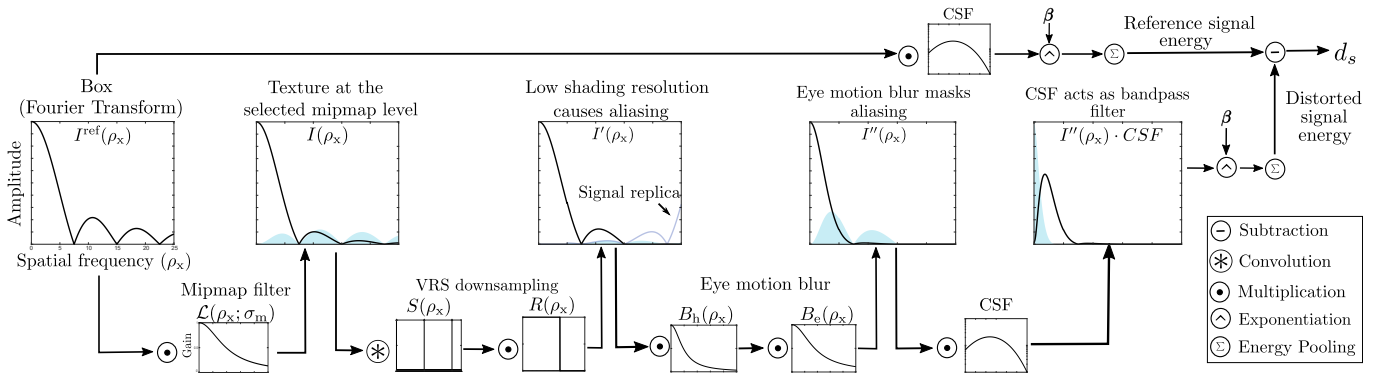 CSF
β
Reference signal
energy
d_s
Box
(Fourier Transform)
Texture at the
selected mipmap level
Low shading resolution
causes aliasing
Eye motion blur masks
aliasing
CSF acts as bandpass
filter
Distorted
signal
energy
Amplitude
I^ref(ρ_x)
I(ρ_x)
I′(ρ_x)
I″(ρ_x)
I″(ρ_x) · CSF
β
Signal replica
0 5 10 15 20 25
Spatial frequency (ρ_x)
Mipmap filter
ℒ(ρ_x; σ_m)
Gain
VRS downsampling
S(ρ_x)
R(ρ_x)
Eye motion blur
B_h(ρ_x)
B_e(ρ_x)
CSF
− Subtraction
∗ Convolution
• Multiplication
^ Exponentiation
Σ Energy Pooling
Σ
Σ